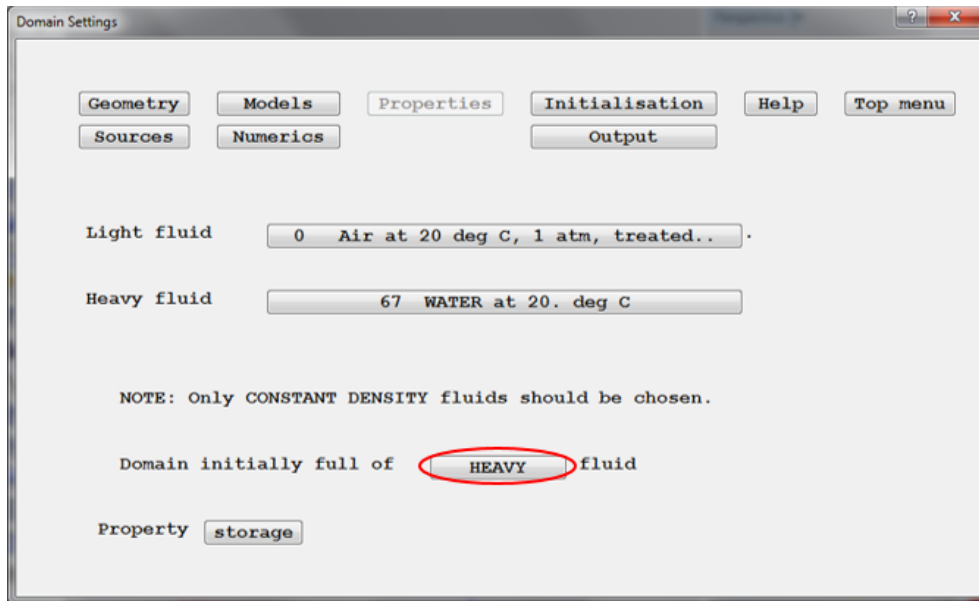 Domain Settings
Geometry Models Properties Initialisation Help Top menu
Sources Numerics Output
Light fluid 0 Air at 20 deg C, 1 atm, treated.. .
Heavy fluid 67 WATER at 20. deg C
NOTE: Only CONSTANT DENSITY fluids should be chosen.
Domain initially full of HEAVY fluid
Property storage